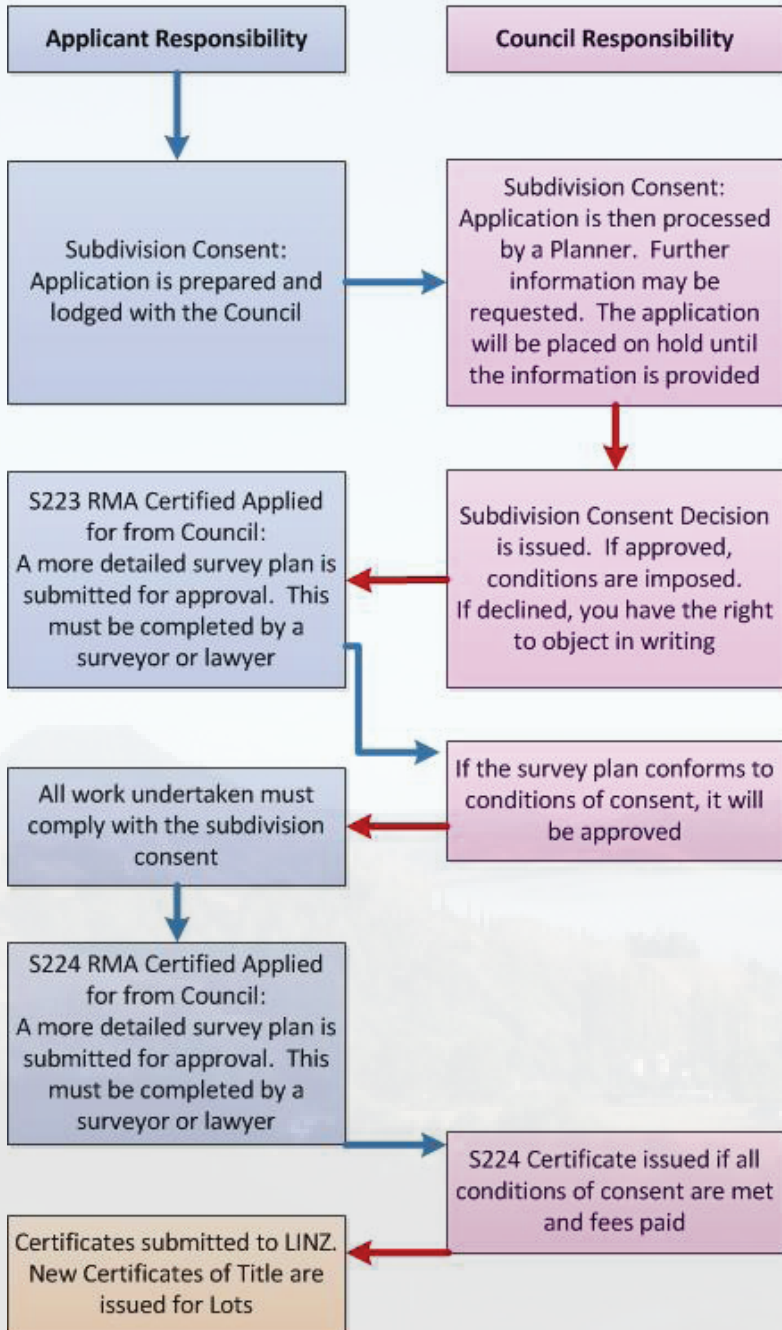 Applicant Responsibility
Council Responsibility
Subdivision Consent:
Application is prepared and
lodged with the Council
Subdivision Consent:
Application is then processed
by a Planner.  Further
information may be
requested.  The application
will be placed on hold until
the information is provided
Subdivision Consent Decision
is issued.  If approved,
conditions are imposed.
If declined, you have the right
to object in writing
S223 RMA Certified Applied
for from Council:
A more detailed survey plan is
submitted for approval.  This
must be completed by a
surveyor or lawyer
If the survey plan conforms to
conditions of consent, it will
be approved
All work undertaken must
comply with the subdivision
consent
S224 RMA Certified Applied
for from Council:
A more detailed survey plan is
submitted for approval.  This
must be completed by a
surveyor or lawyer
S224 Certificate issued if all
conditions of consent are met
and fees paid
Certificates submitted to LINZ.
New Certificates of Title are
issued for Lots